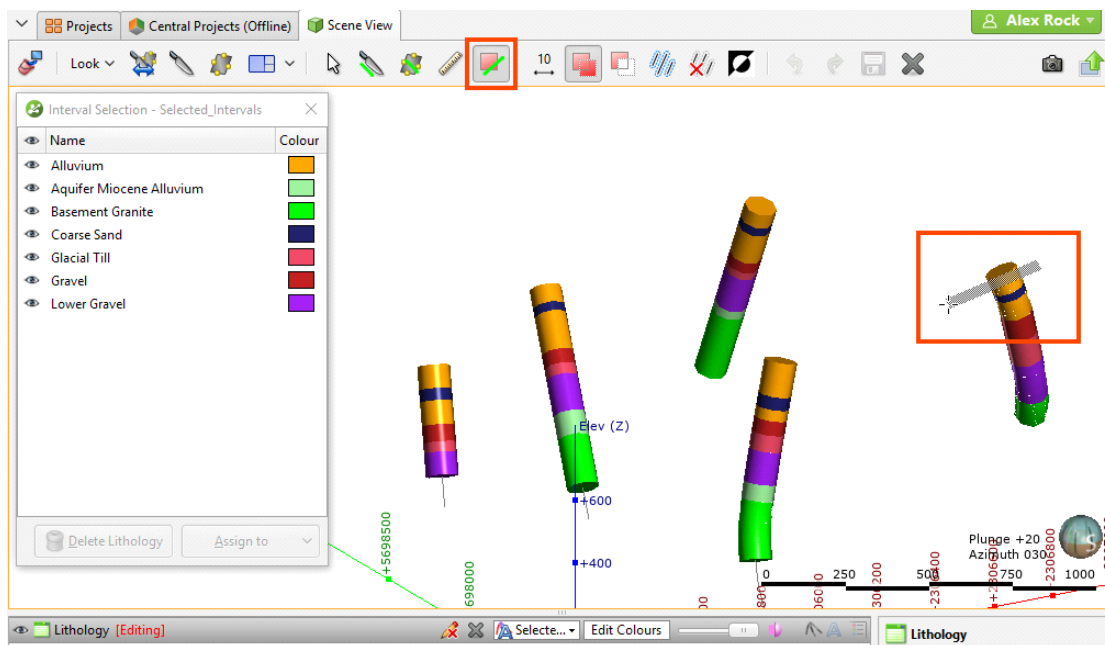 Projects Central Projects (Offline) Scene View Alex Rock
Look 10
Interval Selection - Selected_Intervals
Name Colour
Alluvium
Aquifer Miocene Alluvium
Basement Granite
Coarse Sand
Glacial Till
Gravel
Lower Gravel
Elev (Z)
+600
+400
Delete Lithology Assign to
+5698500
698000
Plunge +20
Azimuth 030
0 250 500 750 1000
2306800
Lithology [Editing] Selecte... Edit Colours
Lithology